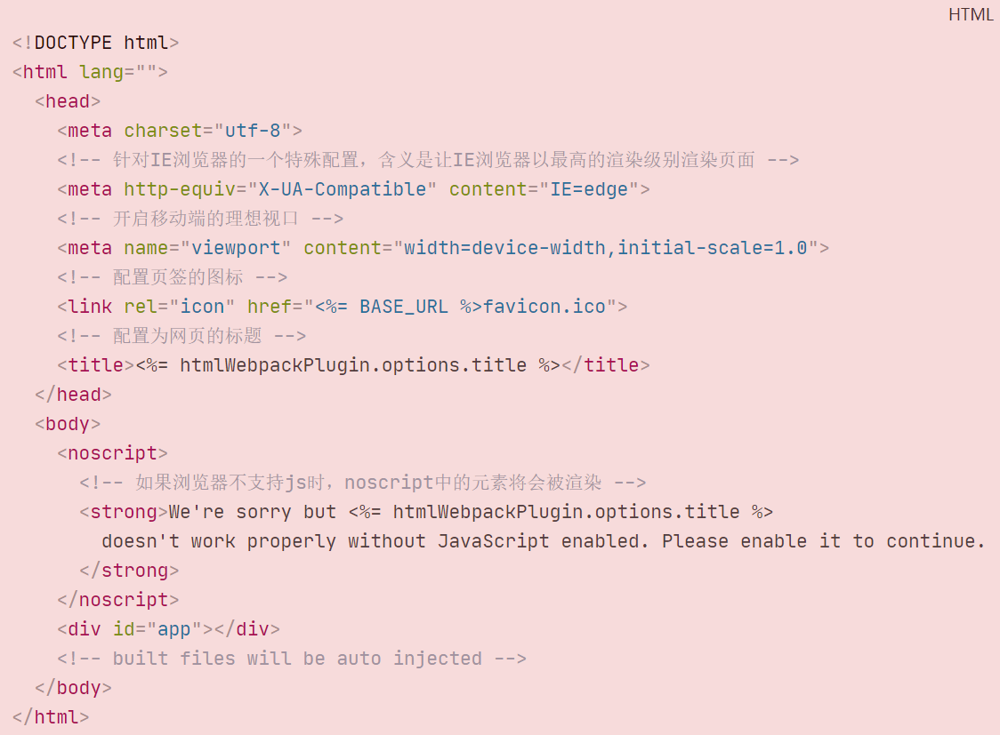 HTML
<!DOCTYPE html>
<html lang="">
  <head>
    <meta charset="utf-8">
    <!-- 针对IE浏览器的一个特殊配置，含义是让IE浏览器以最高的渲染级别渲染页面 -->
    <meta http-equiv="X-UA-Compatible" content="IE=edge">
    <!-- 开启移动端的理想视口 -->
    <meta name="viewport" content="width=device-width,initial-scale=1.0">
    <!-- 配置页签的图标 -->
    <link rel="icon" href="<%= BASE_URL %>favicon.ico">
    <!-- 配置为网页的标题 -->
    <title><%= htmlWebpackPlugin.options.title %></title>
  </head>
  <body>
    <noscript>
      <!-- 如果浏览器不支持js时，noscript中的元素将会被渲染 -->
      <strong>We're sorry but <%= htmlWebpackPlugin.options.title %>
        doesn't work properly without JavaScript enabled. Please enable it to continue.
      </strong>
    </noscript>
    <div id="app"></div>
    <!-- built files will be auto injected -->
  </body>
</html>